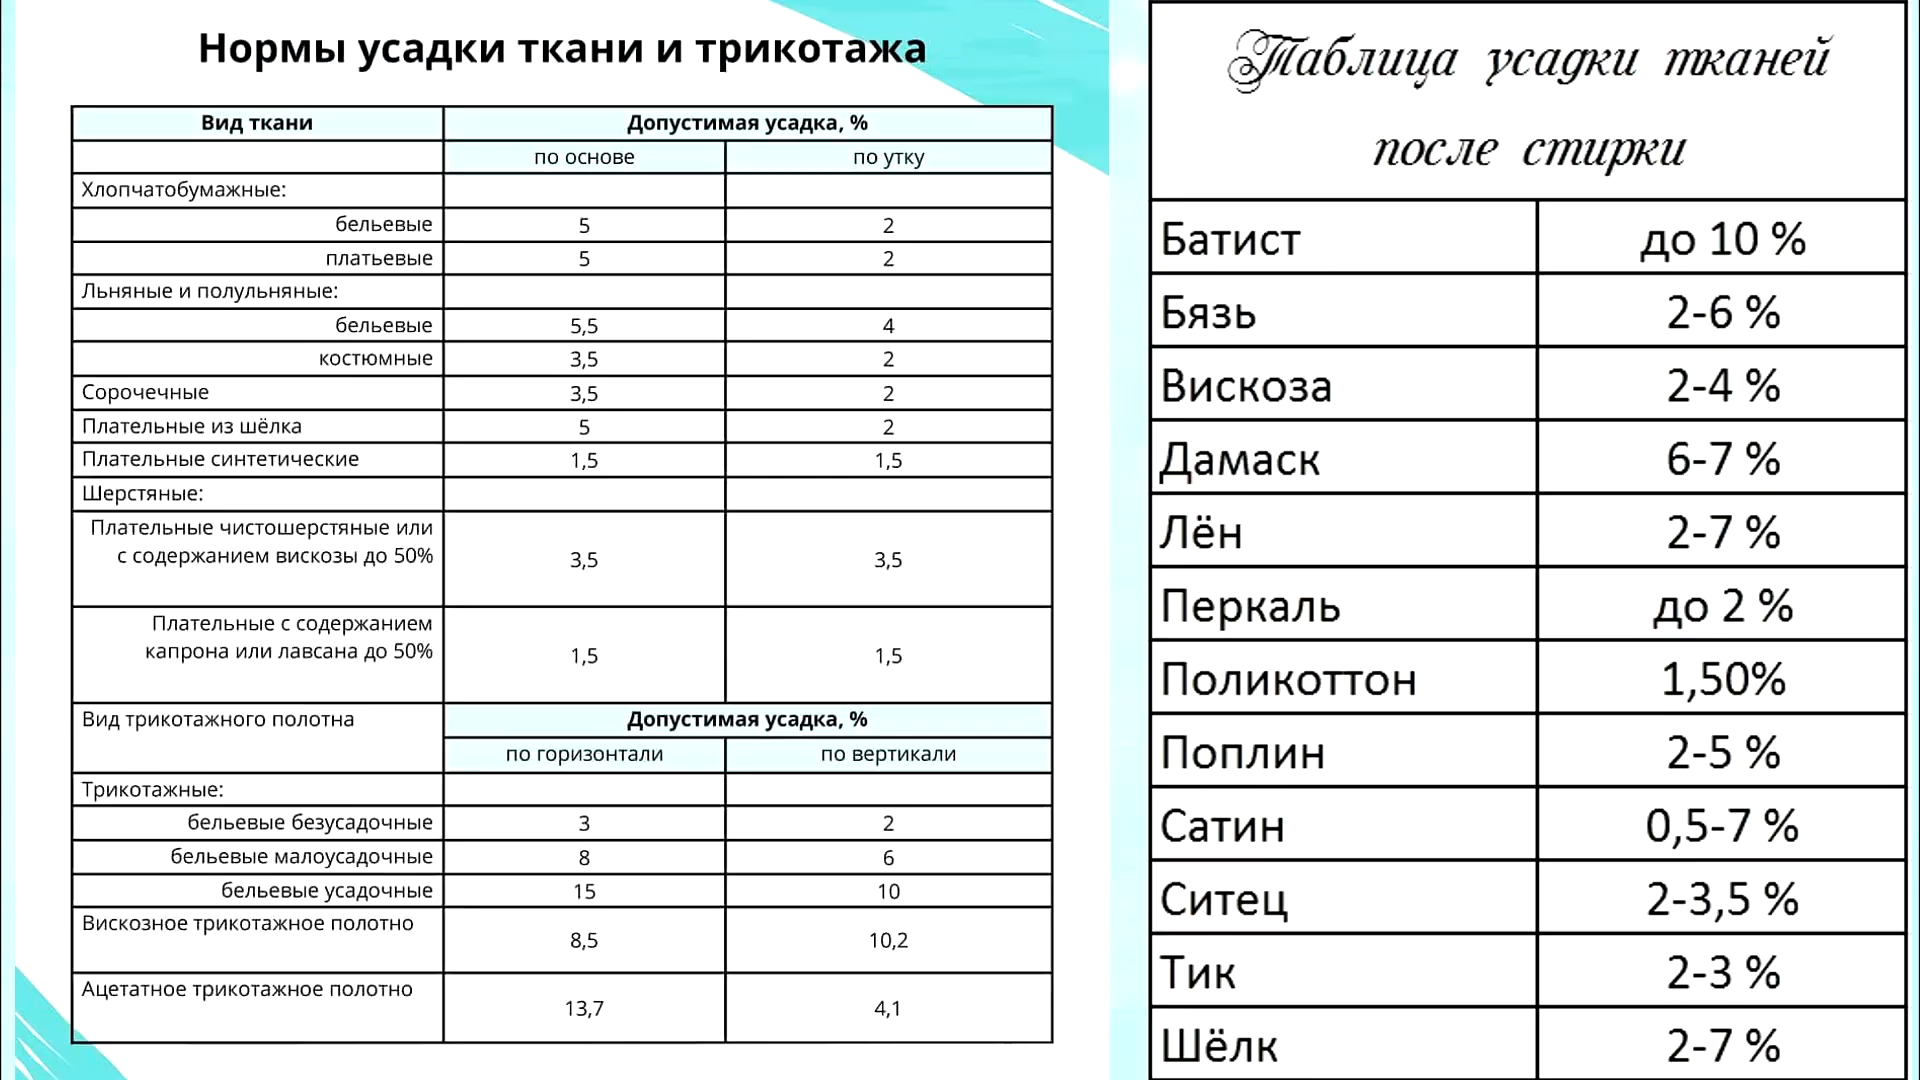 Нормы усадки ткани и трикотажа
Вид ткани Допустимая усадка, %
по основе по утку
Хлопчатобумажные:
бельевые 5 2
платьевые 5 2
Льняные и полульняные:
бельевые 5,5 4
костюмные 3,5 2
Сорочечные 3,5 2
Плательные из шёлка 5 2
Плательные синтетические 1,5 1,5
Шерстяные:
Плательные чистошерстяные или
с содержанием вискозы до 50%
3,5 3,5
Плательные с содержанием
капрона или лавсана до 50%
1,5 1,5
Вид трикотажного полотна Допустимая усадка, %
по горизонтали по вертикали
Трикотажные:
бельевые безусадочные 3 2
бельевые малоусадочные 8 6
бельевые усадочные 15 10
Вискозное трикотажное полотно
8,5 10,2
Ацетатное трикотажное полотно
13,7 4,1
Таблица усадки тканей
после стирки
Батист до 10 %
Бязь 2-6 %
Вискоза 2-4 %
Дамаск 6-7 %
Лён 2-7 %
Перкаль до 2 %
Поликоттон 1,50%
Поплин 2-5 %
Сатин 0,5-7 %
Ситец 2-3,5 %
Тик 2-3 %
Шёлк 2-7 %